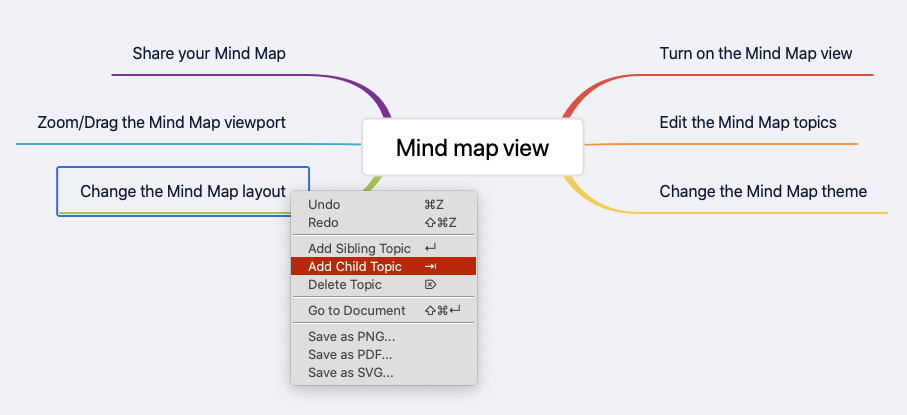 Share your Mind Map
Turn on the Mind Map view
Zoom/Drag the Mind Map viewport
Edit the Mind Map topics
Mind map view
Change the Mind Map layout
Change the Mind Map theme
Undo ⌘Z
Redo ⇧⌘Z
Add Sibling Topic ↵
Add Child Topic ⇥
Delete Topic ⌦
Go to Document ⇧⌘↵
Save as PNG...
Save as PDF...
Save as SVG...